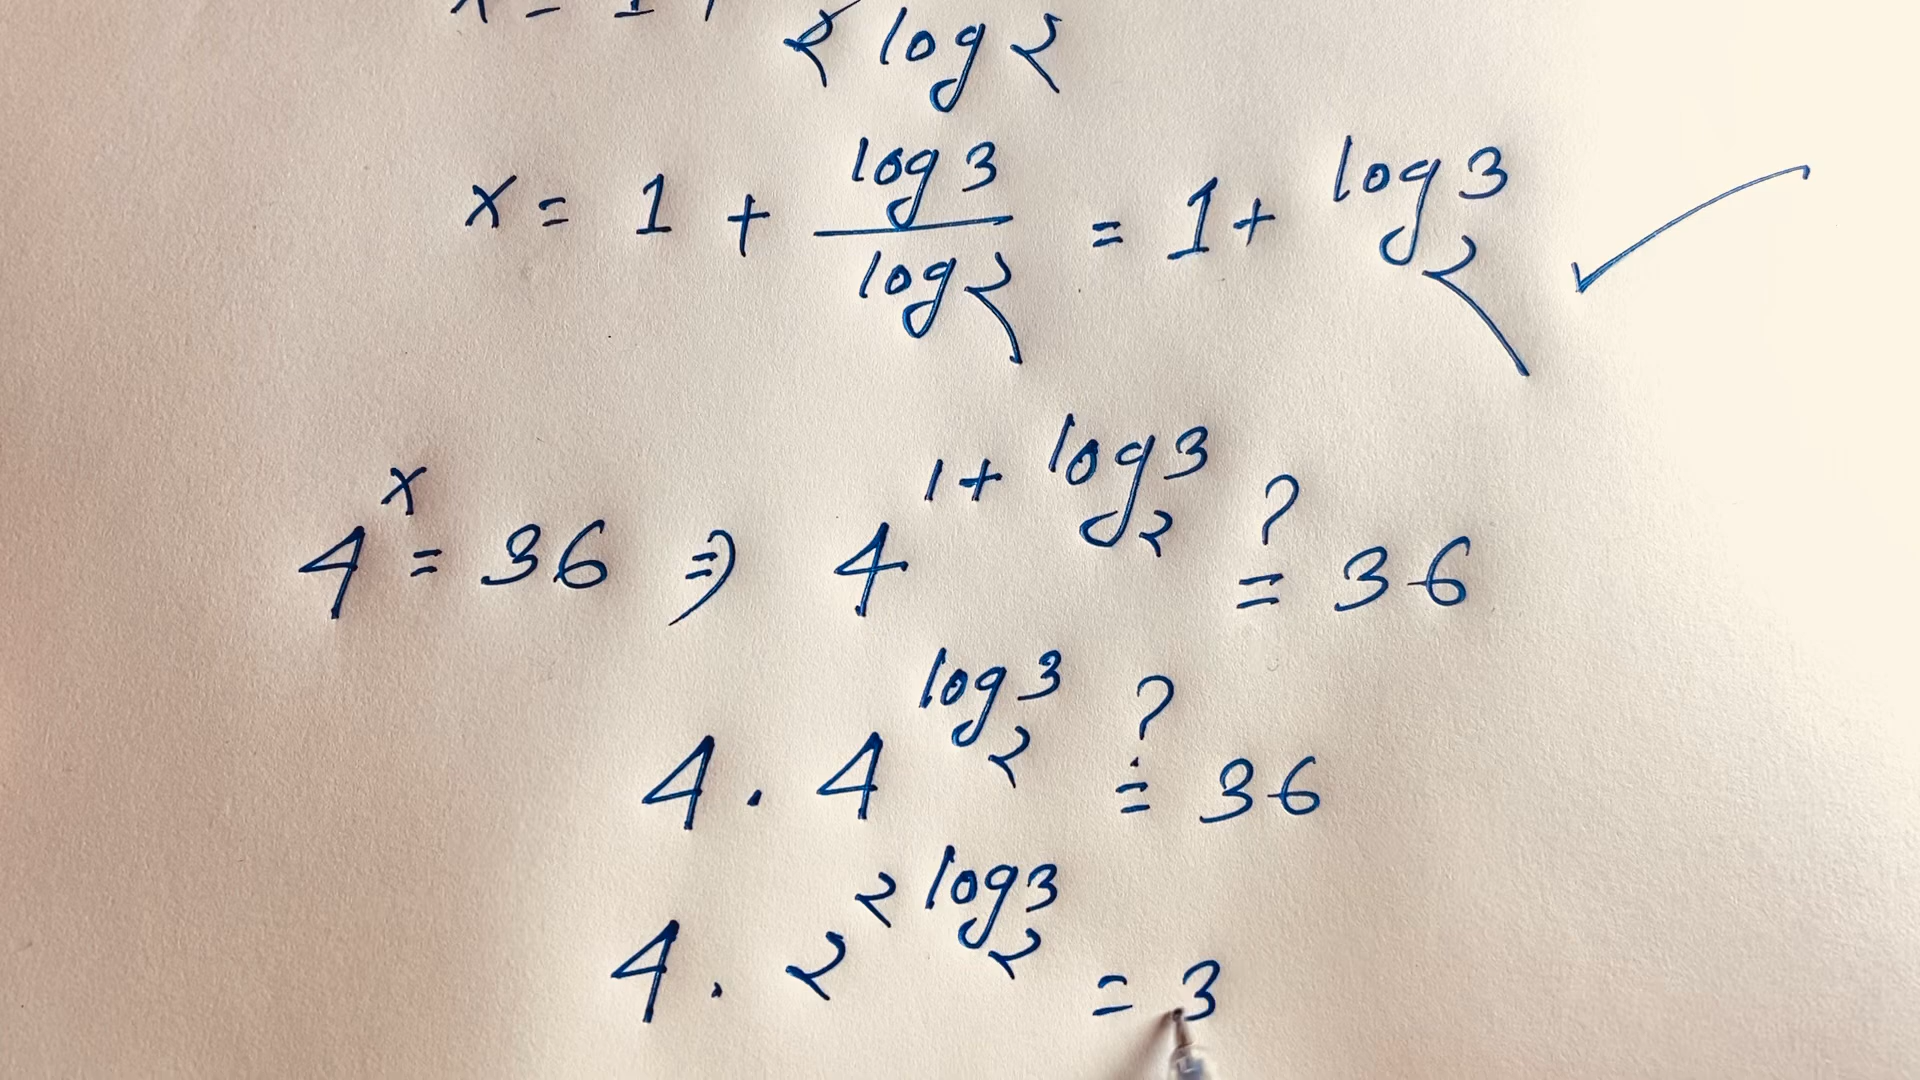 x = 1 + 2 log 2
x = 1 + log 3 / log 2 = 1 + log₂ 3 ✓
4^x = 36 ⇒ 4^(1 + log₂ 3) ?= 36
4 · 4^(log₂ 3) ?= 36
4 · 2^(2 log₂ 3) = 3